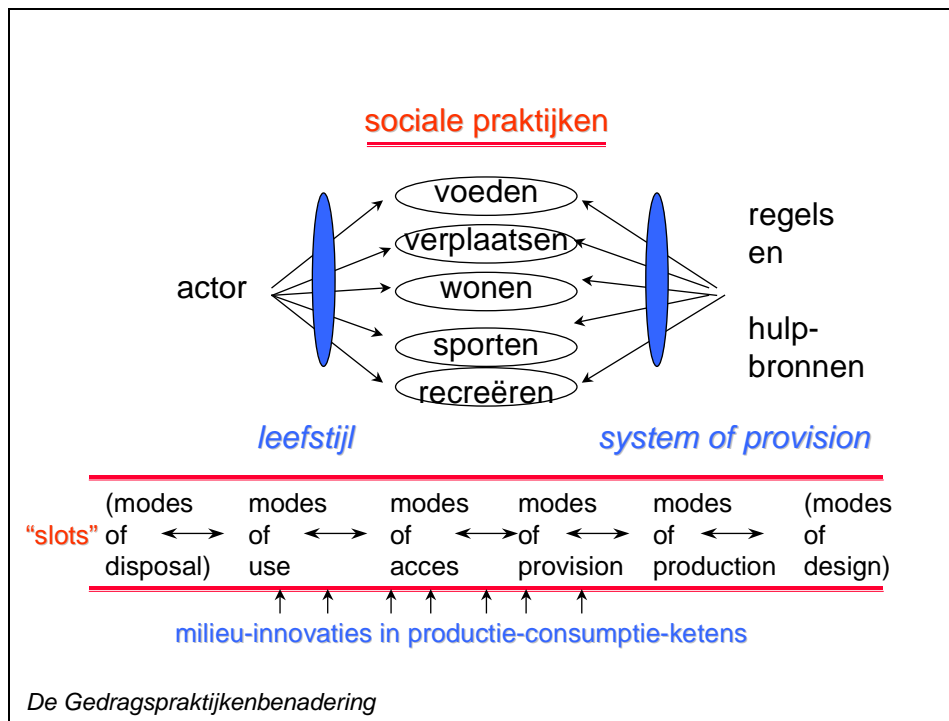 sociale praktijken
voeden
verplaatsen
wonen
sporten
recreëren
actor
regels
en
hulp-
bronnen
leefstijl
system of provision
"slots"
(modes
of
disposal)
modes
of
use
modes
of
acces
modes
of
provision
modes
of
production
(modes
of
design)
milieu-innovaties in productie-consumptie-ketens
De Gedragspraktijkenbenadering